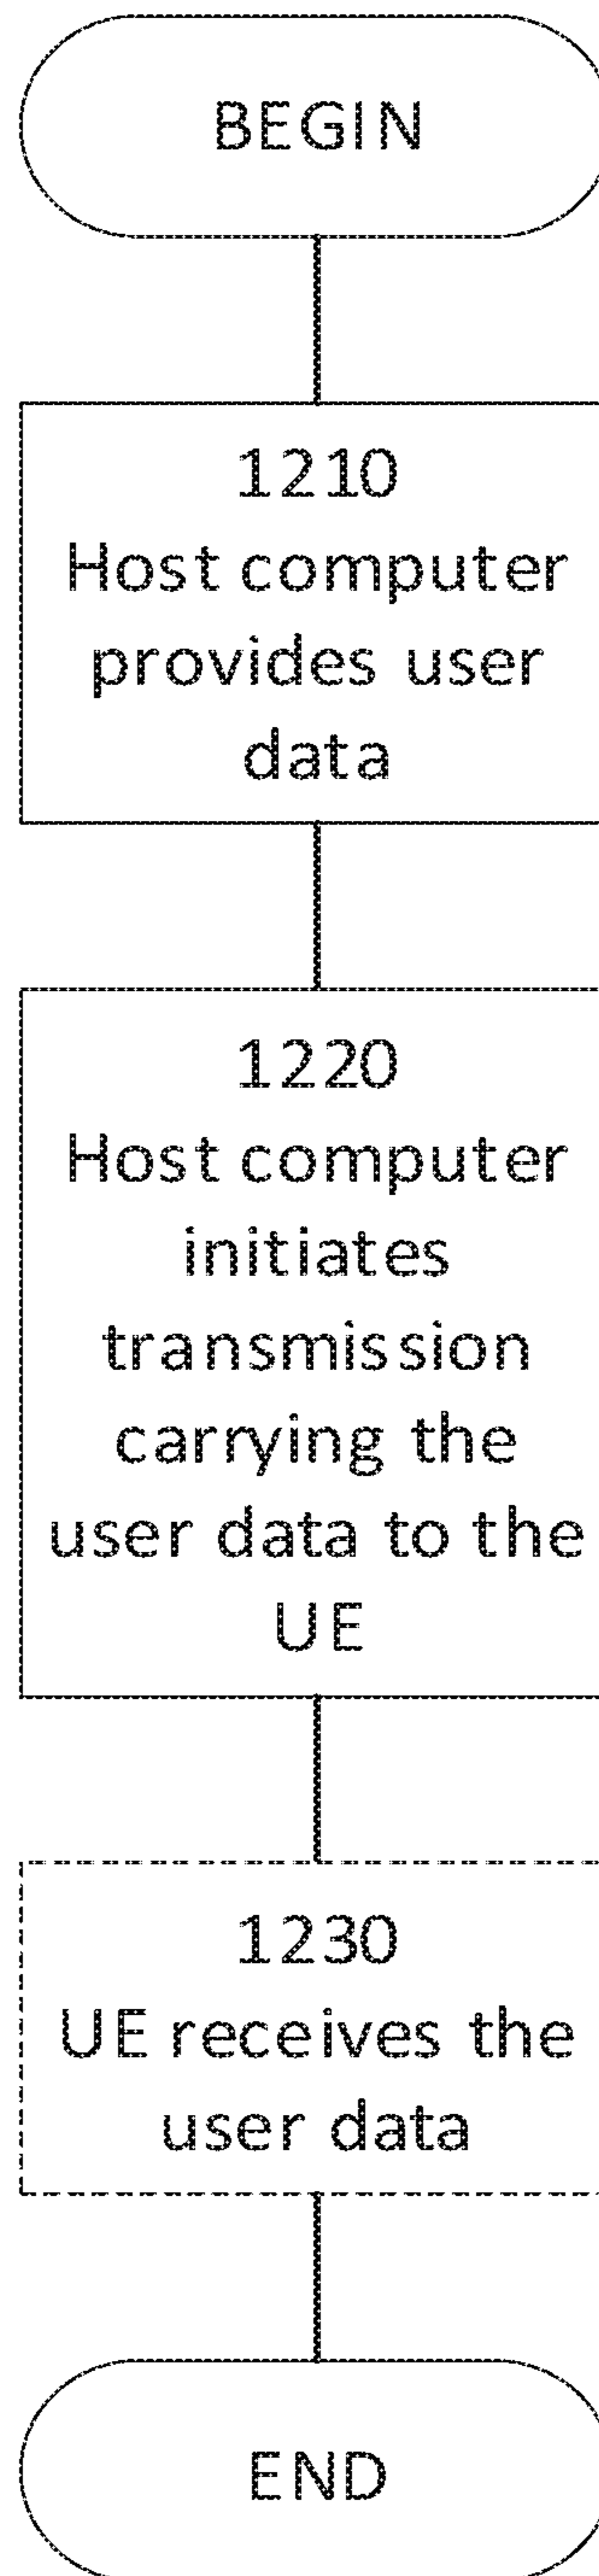 BEGIN
1210
Host computer
provides user
data
1220
Host computer
initiates
transmission
carrying the
user data to the
UE
1230
UE receives the
user data
END